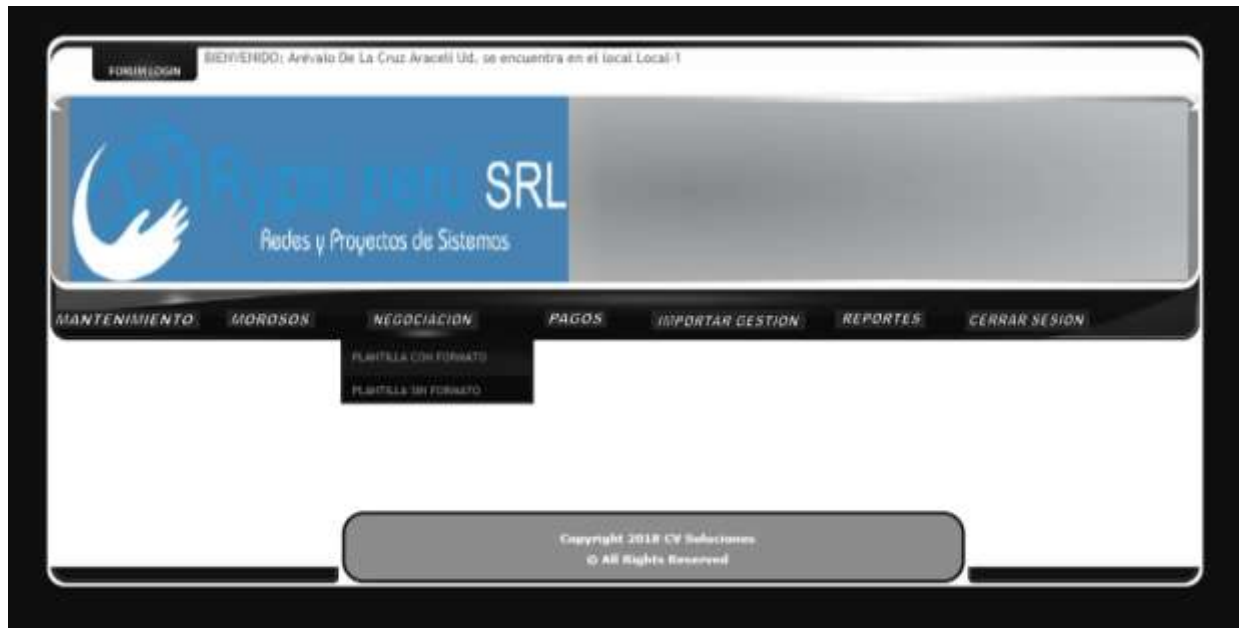 FORUM LOGIN
BIENVENIDO: Arévalo De La Cruz Araceli Ud, se encuentra en el local Local-1
SRL
Redes y Proyectos de Sistemas
MANTENIMIENTO MOROSOS NEGOCIACION PAGOS IMPORTAR GESTION REPORTES CERRAR SESION
PLANTILLA CON FORMATO
PLANTILLA SIN FORMATO
Copyright 2018 CV Soluciones
© All Rights Reserved